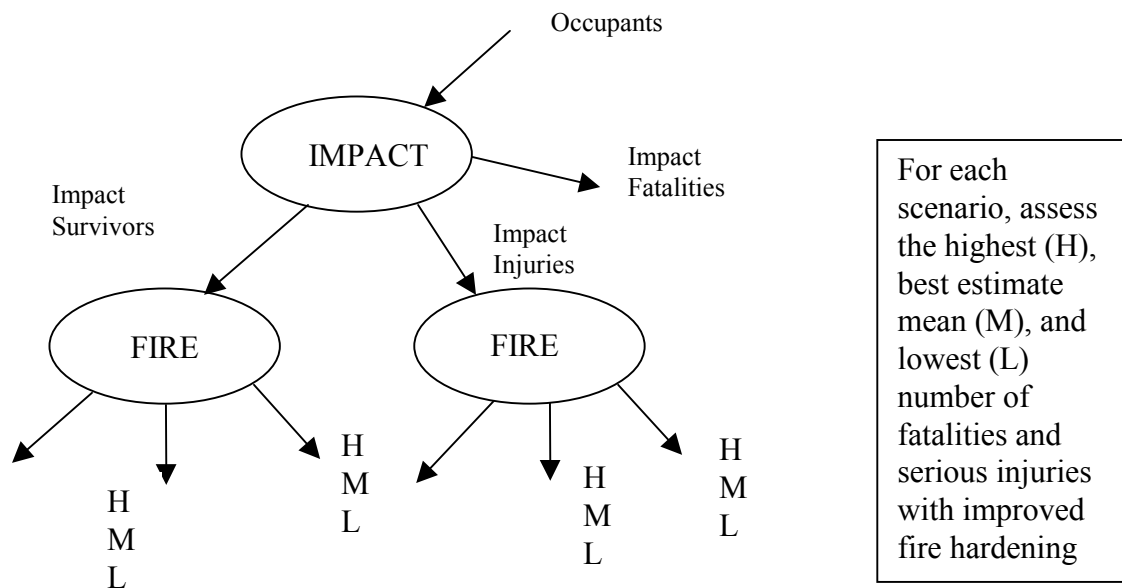 Occupants
IMPACT
Impact
Fatalities
Impact
Survivors
Impact
Injuries
FIRE
FIRE
H
M
L
H
M
L
H
M
L
H
M
L
For each
scenario, assess
the highest (H),
best estimate
mean (M), and
lowest (L)
number of
fatalities and
serious injuries
with improved
fire hardening